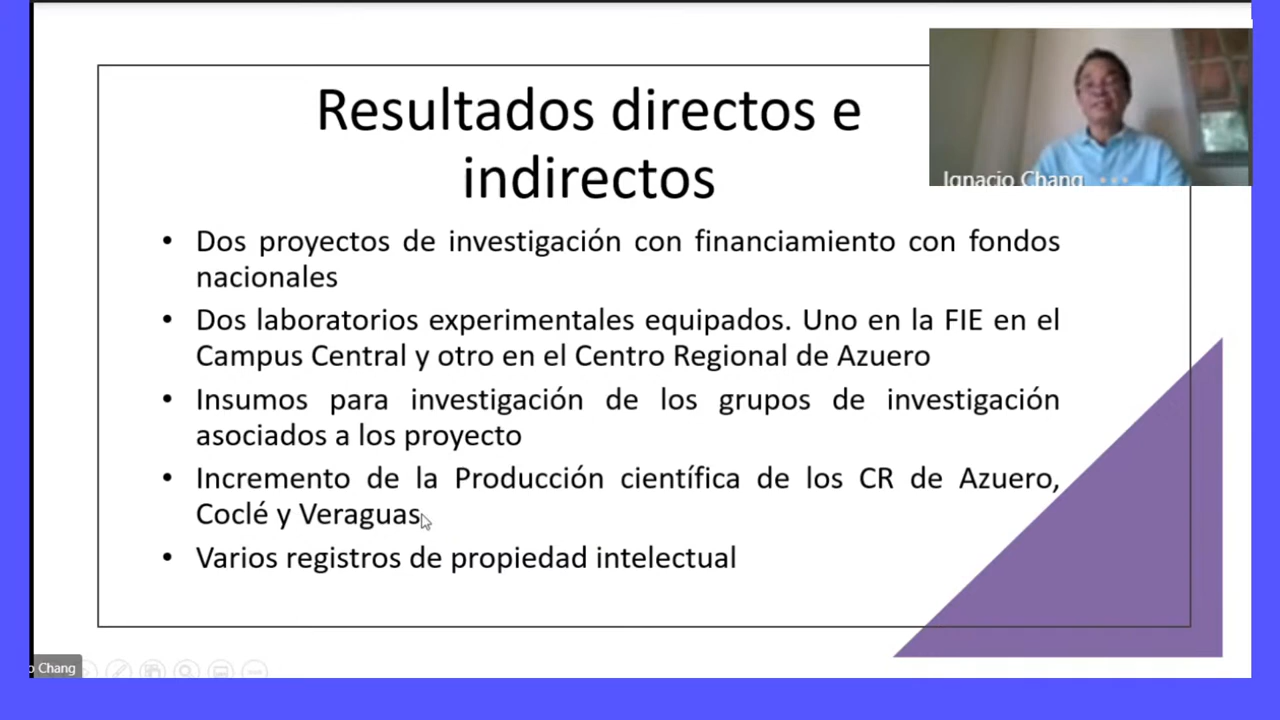 Resultados directos e
indirectos
Ignacio Chang
• Dos proyectos de investigación con financiamiento con fondos
nacionales
• Dos laboratorios experimentales equipados. Uno en la FIE en el
Campus Central y otro en el Centro Regional de Azuero
• Insumos para investigación de los grupos de investigación
asociados a los proyecto
• Incremento de la Producción científica de los CR de Azuero,
Coclé y Veraguas
• Varios registros de propiedad intelectual
o Chang